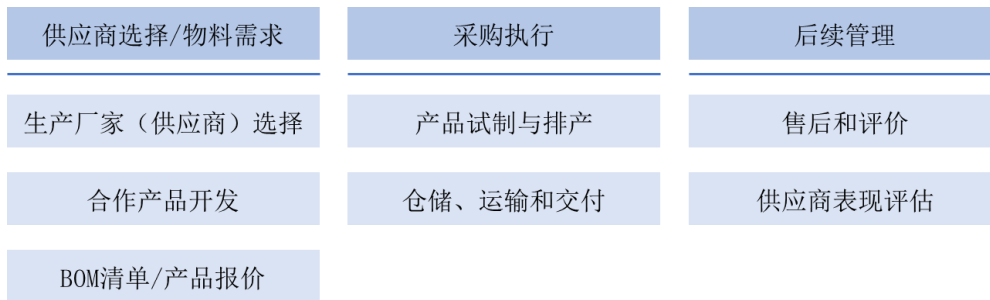 供应商选择/物料需求
采购执行
后续管理
生产厂家（供应商）选择
产品试制与排产
售后和评价
合作产品开发
仓储、运输和交付
供应商表现评估
BOM清单/产品报价